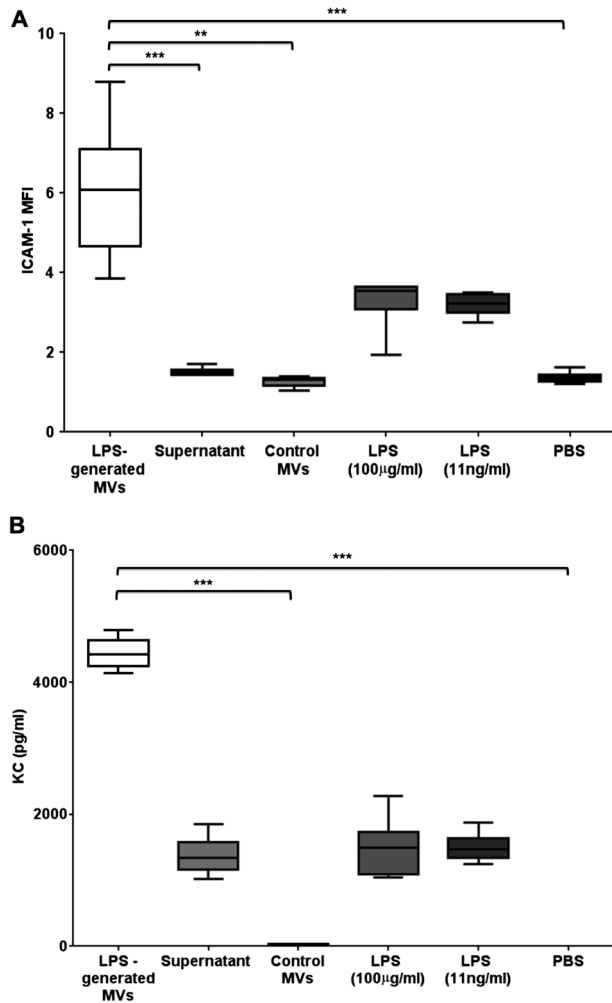 A
***
**
***
10
8
6
4
2
0
ICAM-1 MFI
LPS-
generated
MVs
Supernatant
Control
MVs
LPS
(100μg/ml)
LPS
(11ng/ml)
PBS
B
6000
***
***
4000
2000
0
KC (pg/ml)
LPS -
generated
MVs
Supernatant
Control
MVs
LPS
(100μg/ml)
LPS
(11ng/ml)
PBS